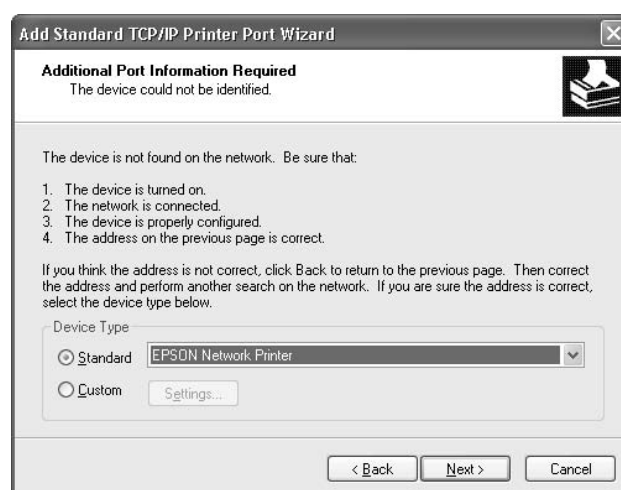 Add Standard TCP/IP Printer Port Wizard
Additional Port Information Required
The device could not be identified.
The device is not found on the network. Be sure that:
1. The device is turned on.
2. The network is connected.
3. The device is properly configured.
4. The address on the previous page is correct.
If you think the address is not correct, click Back to return to the previous page. Then correct
the address and perform another search on the network. If you are sure the address is correct,
select the device type below.
Device Type
Standard EPSON Network Printer
Custom Settings...
< Back Next > Cancel